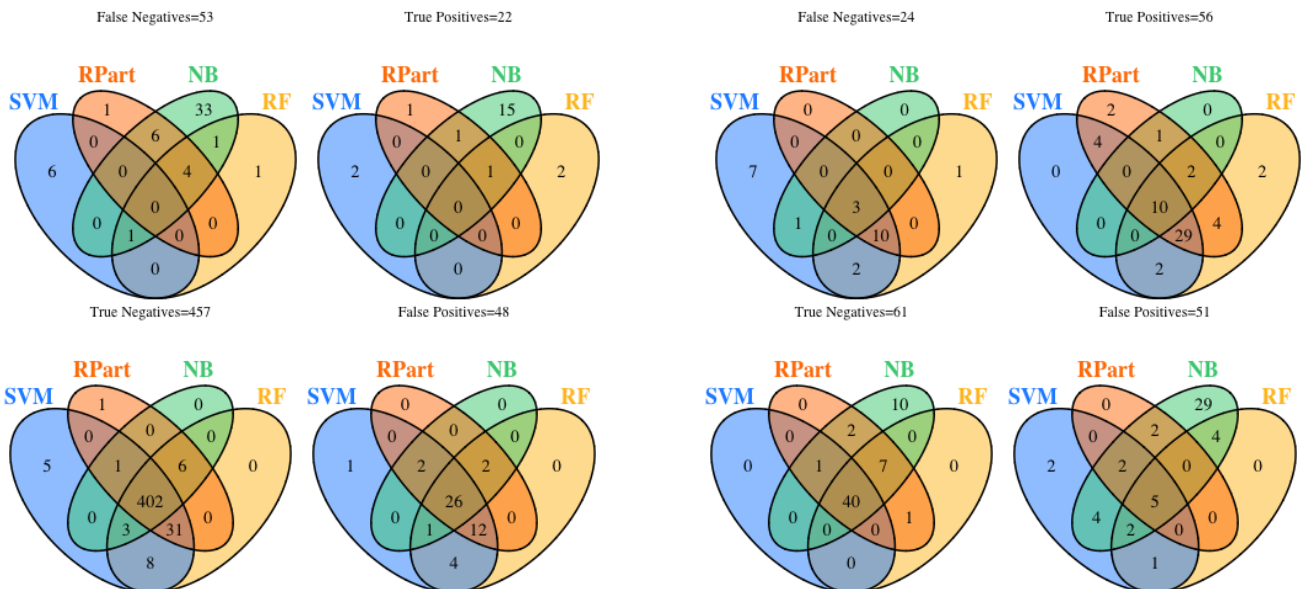 False Negatives=53 True Positives=22 False Negatives=24 True Positives=56
RPart NB RPart NB RPart NB RPart NB
SVM RF SVM RF SVM RF SVM RF
1 33 1 15 0 0 2 0
0 6 1 0 1 0 0 0 0 4 1 0
6 0 4 1 2 0 1 2 7 0 0 1 0 0 2 2
0 0 3 10
0 1 0 0 0 0 0 0 1 0 10 0 0 0 29 4
0 0 2 2
True Negatives=457 False Positives=48 True Negatives=61 False Positives=51
RPart NB RPart NB RPart NB RPart NB
SVM RF SVM RF SVM RF SVM RF
1 0 0 0 0 10 0 29
0 0 0 0 0 0 0 2 0 0 2 4
5 1 6 0 1 2 2 0 0 1 7 0 2 2 0 0
402 26 40 5
0 3 31 0 0 1 12 0 0 0 0 1 4 2 0 0
8 4 0 1